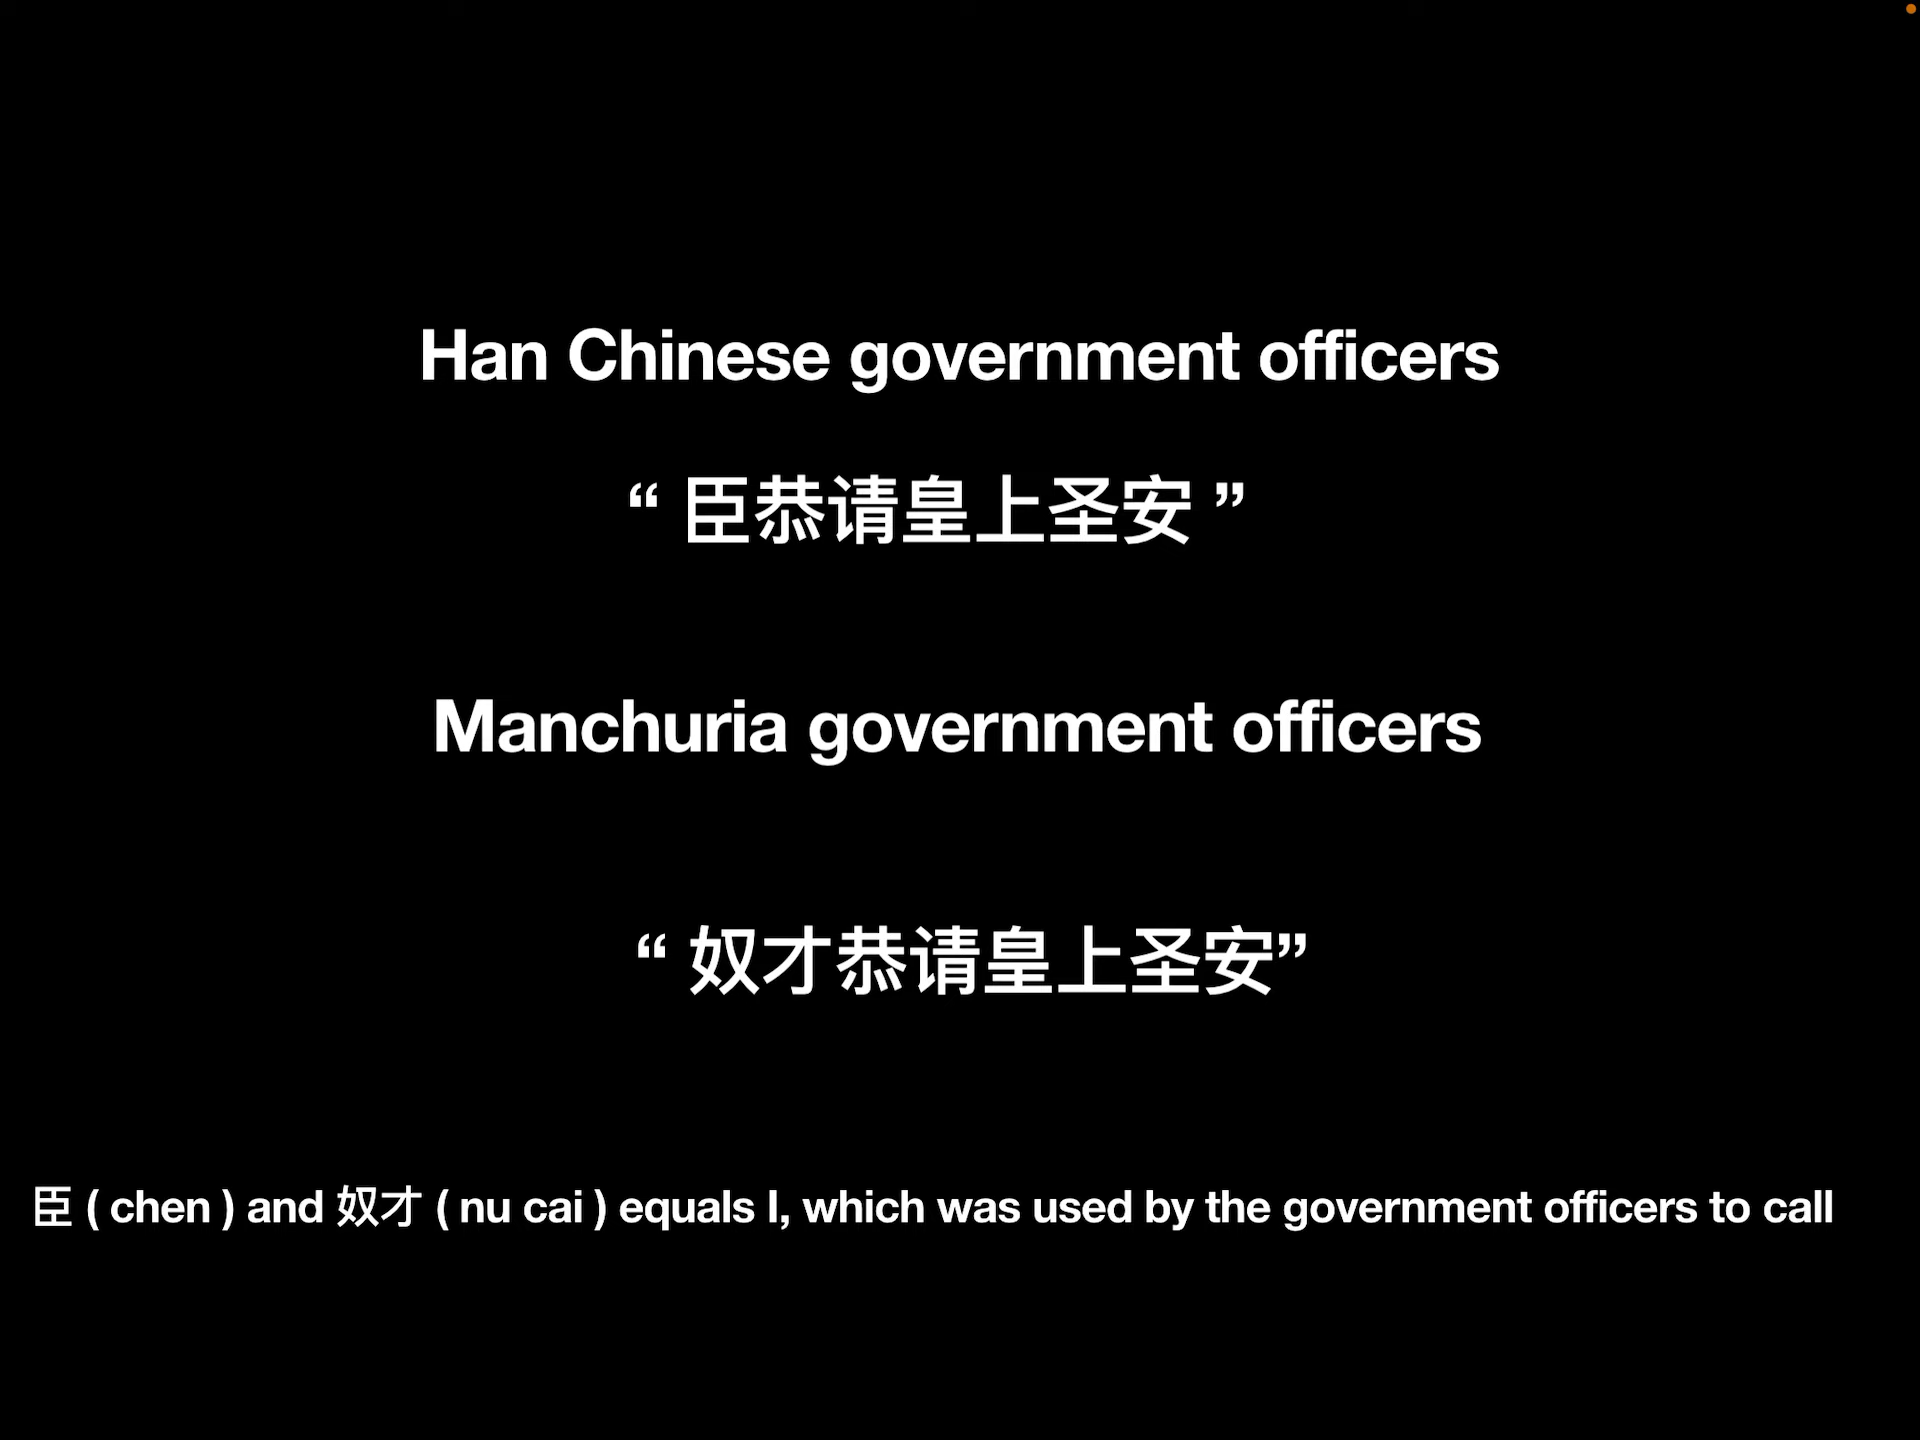 Han Chinese government officers
“ 臣恭请皇上圣安 ”
Manchuria government officers
“ 奴才恭请皇上圣安”
臣 ( chen ) and 奴才 ( nu cai ) equals I, which was used by the government officers to call